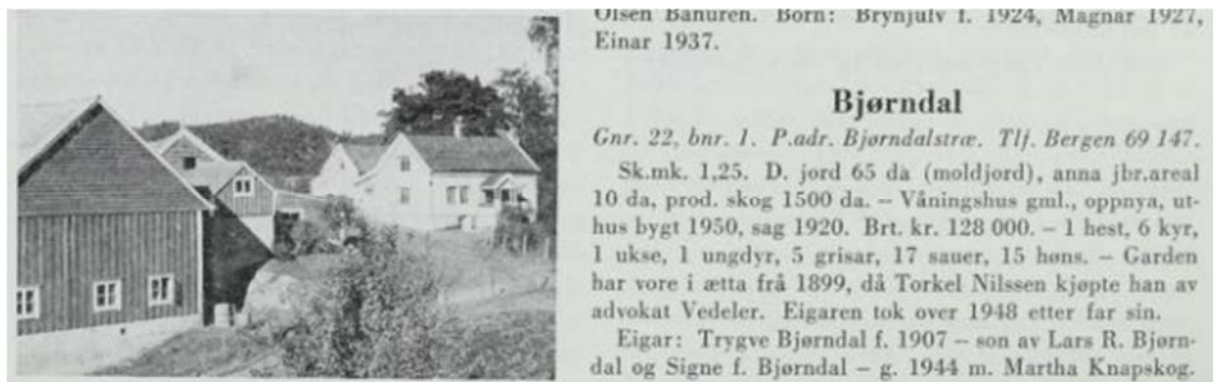 Olsen Banuren. Born: Brynjulv f. 1924, Magnar 1927,
Einar 1937.
Bjørndal
Gnr. 22, bnr. 1. P.adr. Bjørndalstræ. Tlf. Bergen 69 147.
Sk.mk. 1,25. D. jord 65 da (moldjord), anna jbr.areal
10 da, prod. skog 1500 da. – Våningshus gml., oppnya, ut-
hus bygt 1950, sag 1920. Brt. kr. 128 000. – 1 hest, 6 kyr,
1 ukse, 1 ungdyr, 5 grisar, 17 sauer, 15 høns. – Garden
har vore i ætta frå 1899, då Torkel Nilssen kjøpte han av
advokat Vedeler. Eigaren tok over 1948 etter far sin.
Eigar: Trygve Bjørndal f. 1907 – son av Lars R. Bjørn-
dal og Signe f. Bjørndal – g. 1944 m. Martha Knapskog.